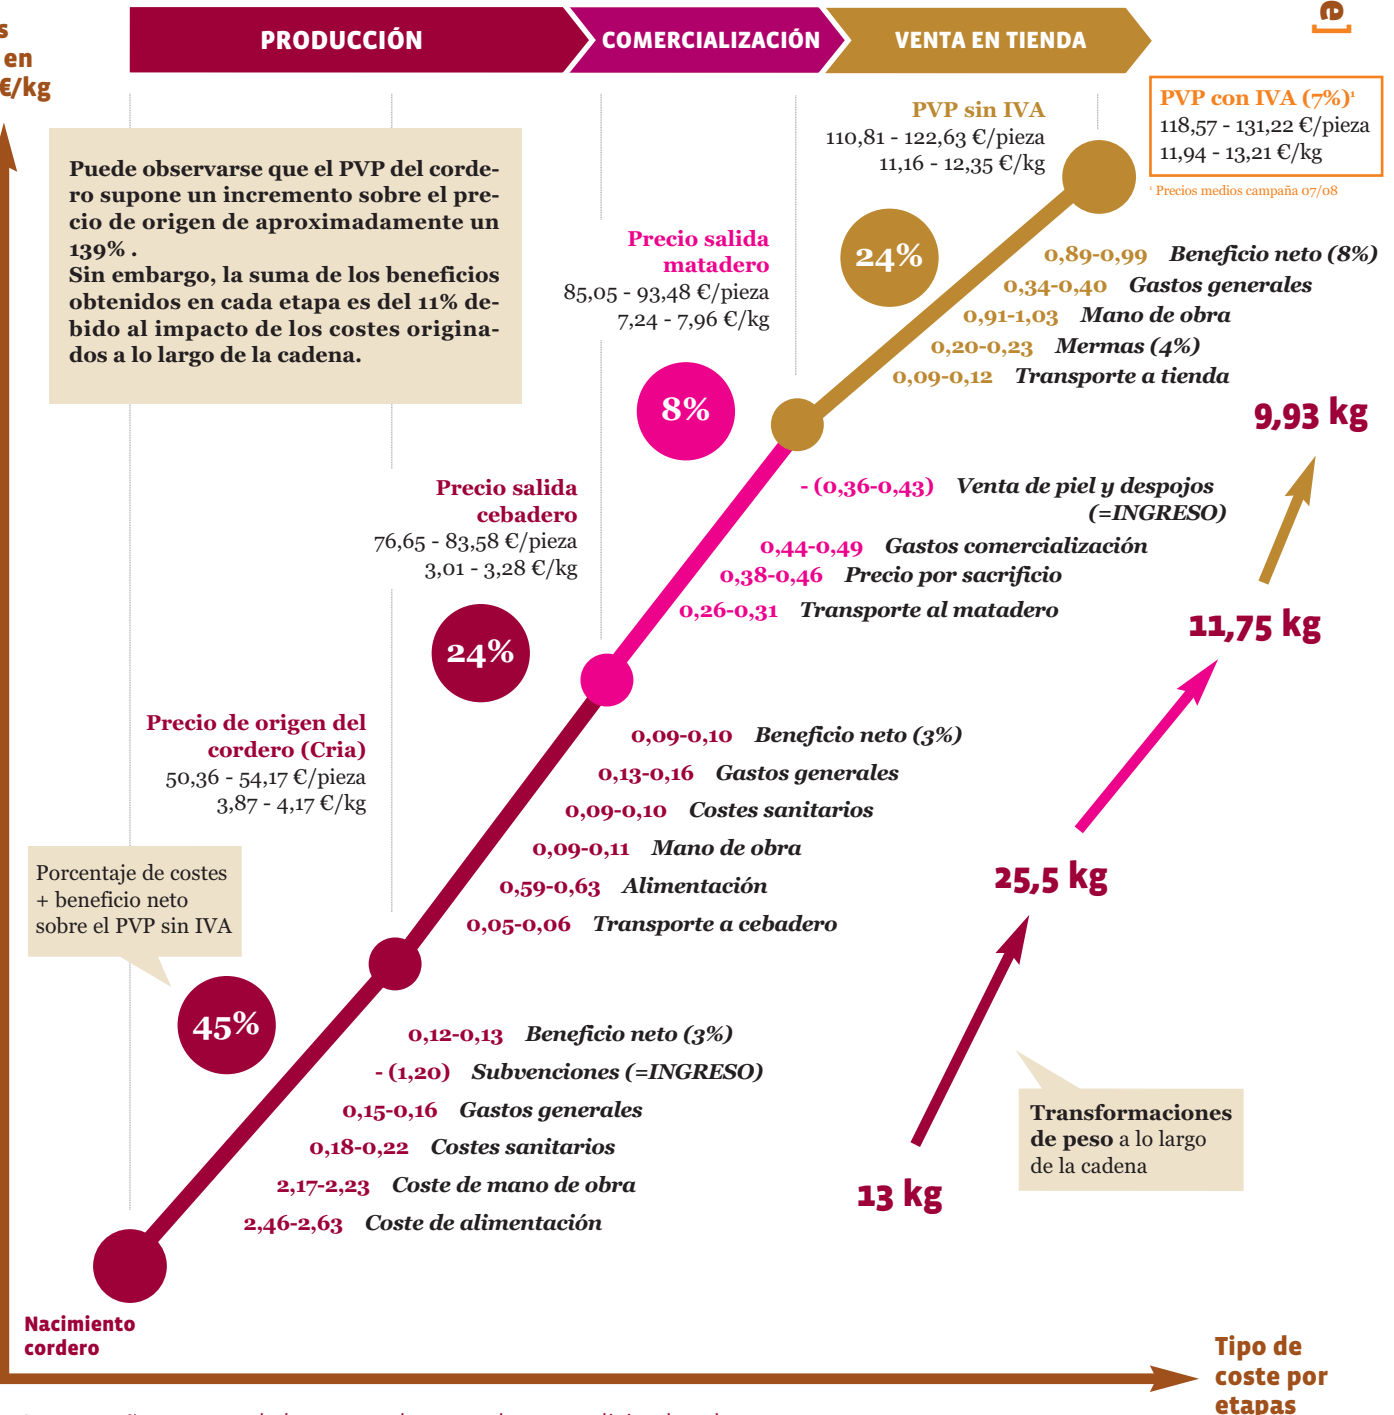 s
en
€/kg
PRODUCCIÓN
COMERCIALIZACIÓN
VENTA EN TIENDA
e]
PVP con IVA (7%)¹
118,57 - 131,22 €/pieza
11,94 - 13,21 €/kg
¹ Precios medios campaña 07/08
PVP sin IVA
110,81 - 122,63 €/pieza
11,16 - 12,35 €/kg
Puede observarse que el PVP del corde-
ro supone un incremento sobre el pre-
cio de origen de aproximadamente un
139% .
Sin embargo, la suma de los beneficios
obtenidos en cada etapa es del 11% de-
bido al impacto de los costes origina-
dos a lo largo de la cadena.
Precio salida
matadero
85,05 - 93,48 €/pieza
7,24 - 7,96 €/kg
24%
0,89-0,99 Beneficio neto (8%)
0,34-0,40 Gastos generales
0,91-1,03 Mano de obra
0,20-0,23 Mermas (4%)
0,09-0,12 Transporte a tienda
8%
9,93 kg
Precio salida
cebadero
76,65 - 83,58 €/pieza
3,01 - 3,28 €/kg
- (0,36-0,43) Venta de piel y despojos
(=INGRESO)
0,44-0,49 Gastos comercialización
0,38-0,46 Precio por sacrificio
0,26-0,31 Transporte al matadero
11,75 kg
24%
Precio de origen del
cordero (Cria)
50,36 - 54,17 €/pieza
3,87 - 4,17 €/kg
0,09-0,10 Beneficio neto (3%)
0,13-0,16 Gastos generales
0,09-0,10 Costes sanitarios
0,09-0,11 Mano de obra
0,59-0,63 Alimentación
0,05-0,06 Transporte a cebadero
25,5 kg
Porcentaje de costes
+ beneficio neto
sobre el PVP sin IVA
45%
0,12-0,13 Beneficio neto (3%)
- (1,20) Subvenciones (=INGRESO)
0,15-0,16 Gastos generales
0,18-0,22 Costes sanitarios
2,17-2,23 Coste de mano de obra
2,46-2,63 Coste de alimentación
Transformaciones
de peso a lo largo
de la cadena
13 kg
Nacimiento
cordero
Tipo de
coste por
etapas